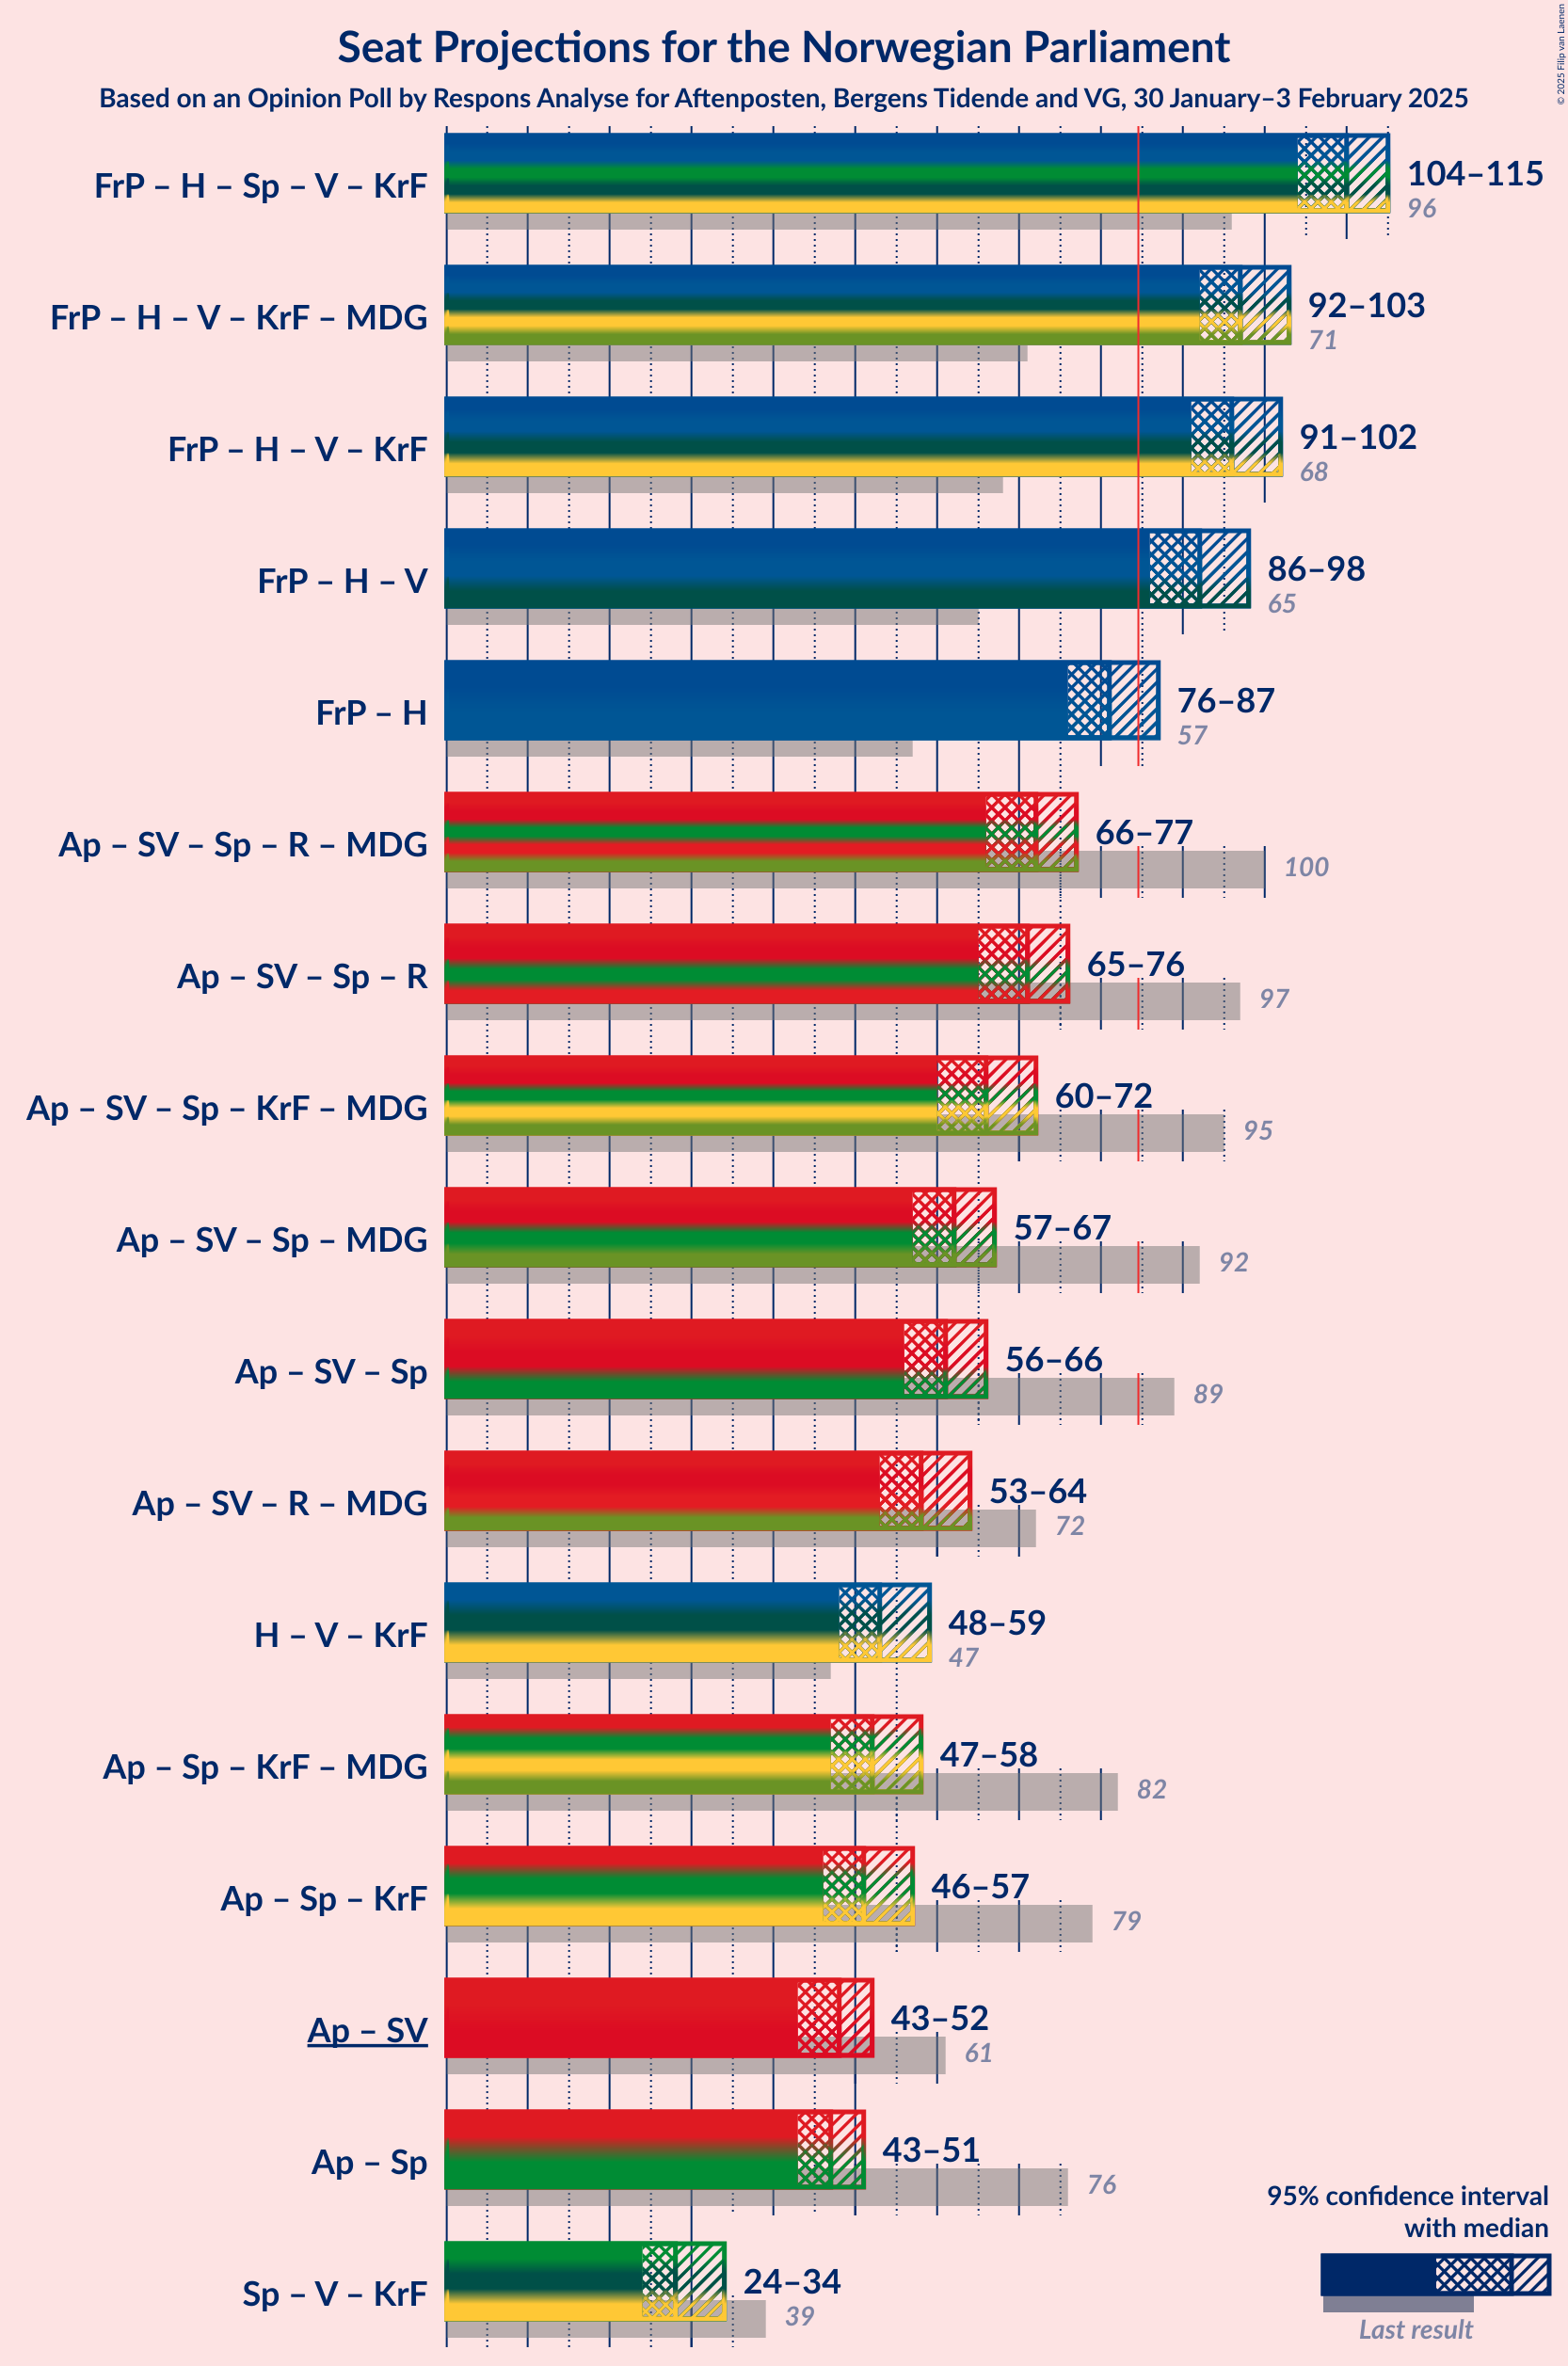 Seat Projections for the Norwegian Parliament
Based on an Opinion Poll by Respons Analyse for Aftenposten, Bergens Tidende and VG, 30 January–3 February 2025
© 2025 Filip van Laenen
FrP – H – Sp – V – KrF
104–115
96
FrP – H – V – KrF – MDG
92–103
71
FrP – H – V – KrF
91–102
68
FrP – H – V
86–98
65
FrP – H
76–87
57
Ap – SV – Sp – R – MDG
66–77
100
Ap – SV – Sp – R
65–76
97
Ap – SV – Sp – KrF – MDG
60–72
95
Ap – SV – Sp – MDG
57–67
92
Ap – SV – Sp
56–66
89
Ap – SV – R – MDG
53–64
72
H – V – KrF
48–59
47
Ap – Sp – KrF – MDG
47–58
82
Ap – Sp – KrF
46–57
79
Ap – SV
43–52
61
Ap – Sp
43–51
76
Sp – V – KrF
24–34
39
95% confidence interval
with median
Last result